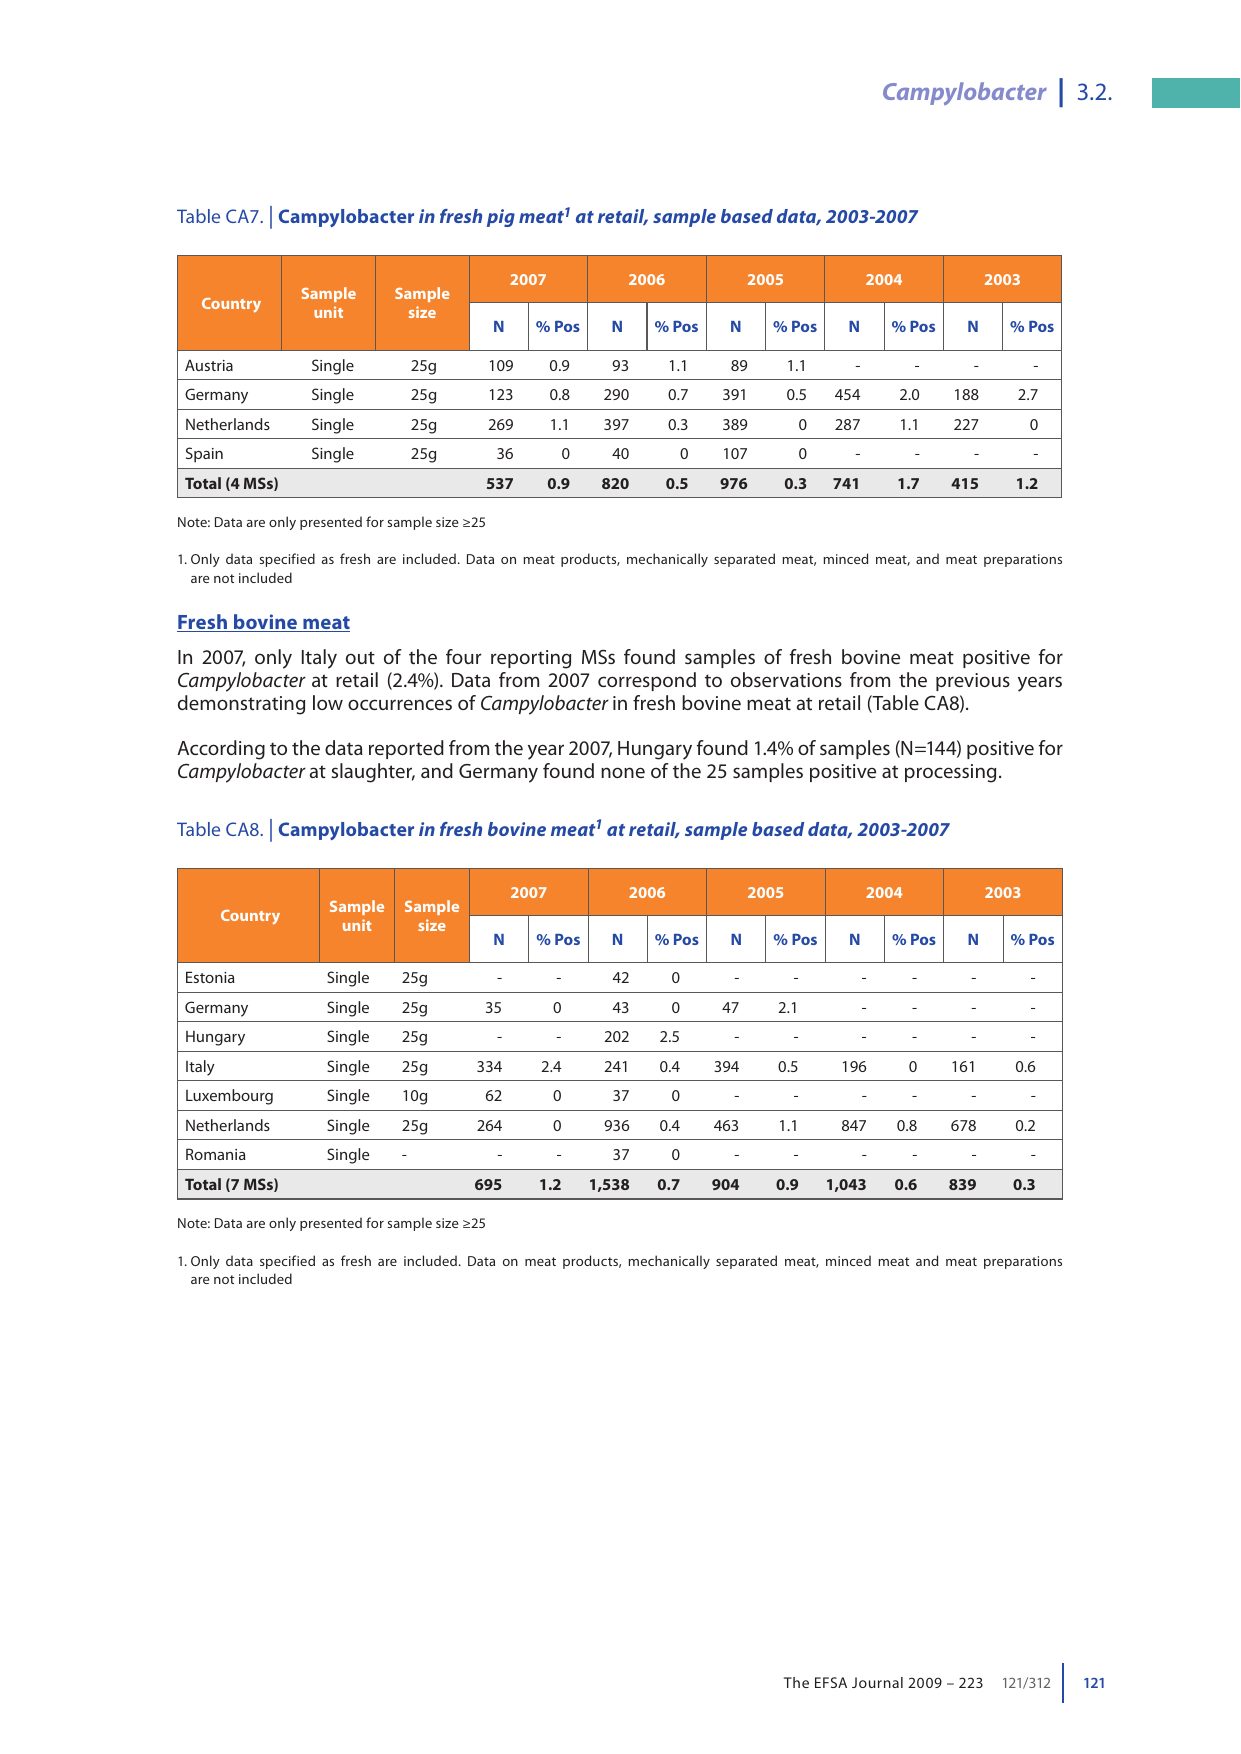 Campylobacter | 3.2.
Table CA7. | Campylobacter in fresh pig meat1 at retail, sample based data, 2003-2007
Country Sample unit Sample size 2007 2006 2005 2004 2003
N % Pos N % Pos N % Pos N % Pos N % Pos
Austria Single 25g 109 0.9 93 1.1 89 1.1 - - - -
Germany Single 25g 123 0.8 290 0.7 391 0.5 454 2.0 188 2.7
Netherlands Single 25g 269 1.1 397 0.3 389 0 287 1.1 227 0
Spain Single 25g 36 0 40 0 107 0 - - - -
Total (4 MSs) 537 0.9 820 0.5 976 0.3 741 1.7 415 1.2
Note: Data are only presented for sample size ≥25
1. Only data specified as fresh are included. Data on meat products, mechanically separated meat, minced meat, and meat preparations
are not included
Fresh bovine meat
In 2007, only Italy out of the four reporting MSs found samples of fresh bovine meat positive for
Campylobacter at retail (2.4%). Data from 2007 correspond to observations from the previous years
demonstrating low occurrences of Campylobacter in fresh bovine meat at retail (Table CA8).
According to the data reported from the year 2007, Hungary found 1.4% of samples (N=144) positive for
Campylobacter at slaughter, and Germany found none of the 25 samples positive at processing.
Table CA8. | Campylobacter in fresh bovine meat1 at retail, sample based data, 2003-2007
Country Sample unit Sample size 2007 2006 2005 2004 2003
N % Pos N % Pos N % Pos N % Pos N % Pos
Estonia Single 25g - - 42 0 - - - - - -
Germany Single 25g 35 0 43 0 47 2.1 - - - -
Hungary Single 25g - - 202 2.5 - - - - - -
Italy Single 25g 334 2.4 241 0.4 394 0.5 196 0 161 0.6
Luxembourg Single 10g 62 0 37 0 - - - - - -
Netherlands Single 25g 264 0 936 0.4 463 1.1 847 0.8 678 0.2
Romania Single - - - 37 0 - - - - - -
Total (7 MSs) 695 1.2 1,538 0.7 904 0.9 1,043 0.6 839 0.3
Note: Data are only presented for sample size ≥25
1. Only data specified as fresh are included. Data on meat products, mechanically separated meat, minced meat and meat preparations
are not included
The EFSA Journal 2009 – 223 121/312 121